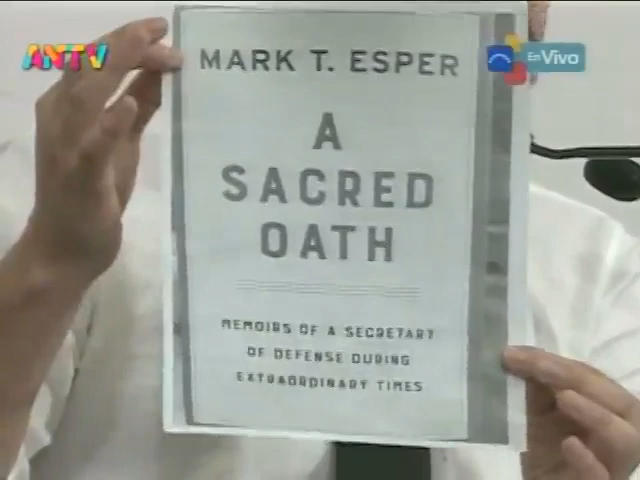 ANTV
En Vivo
MARK T. ESPER
A
SACRED
OATH
MEMOIRS OF A SECRETARY
OF DEFENSE DURING
EXTRAORDINARY TIMES